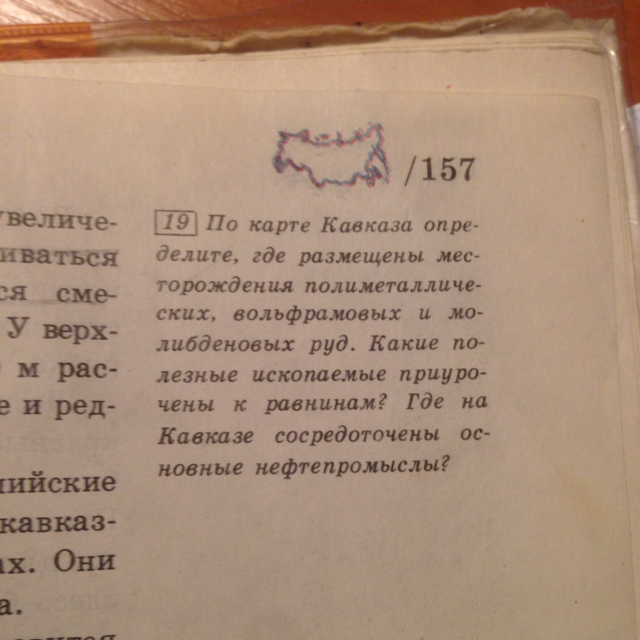 /157
увеличе-
иваться
ся сме-
У верх-
м рас-
е и ред-
кавказ-
ах. Они
а.
19 По карте Кавказа опре-
делите, где размещены мес-
торождения полиметалличе-
ских, вольфрамовых и мо-
либденовых руд. Какие по-
лезные ископаемые приуро-
чены к равнинам? Где на
Кавказе сосредоточены ос-
новные нефтепромыслы?